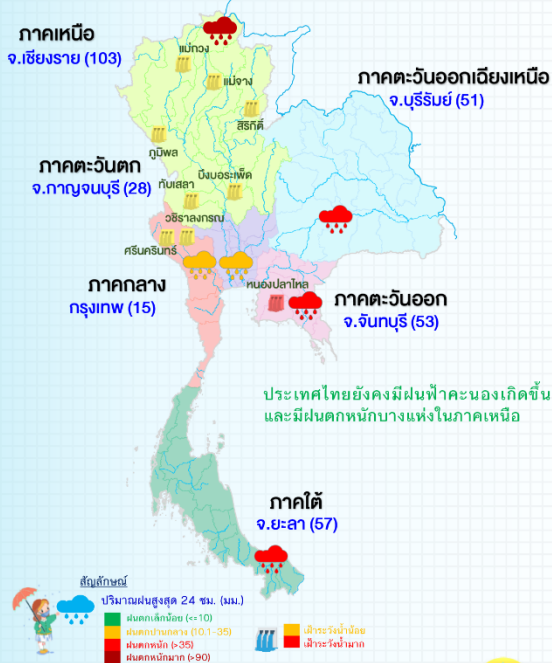 ภาคเหนือ
จ.เชียงราย (103)
แม่กวง
แม่จาง
สิริกิติ์
ภาคตะวันออกเฉียงเหนือ
จ.บุรีรัมย์ (51)
ภูมิพล
ภาคตะวันตก
จ.กาญจนบุรี (28)
ทับเสลา
บึงบอระเพ็ด
วชิราลงกรณ
ศรีนครินทร์
ภาคกลาง
กรุงเทพ (15)
หนองปลาไหล
ภาคตะวันออก
จ.จันทบุรี (53)
ประเทศไทยยังคงมีฝนฟ้าคะนองเกิดขึ้น
และมีฝนตกหนักบางแห่งในภาคเหนือ
ภาคใต้
จ.ยะลา (57)
สัญลักษณ์
ปริมาณฝนสูงสุด 24 ชม. (มม.)
ฝนตกเล็กน้อย (<=10)
ฝนตกปานกลาง (10.1-35)
ฝนตกหนัก (>35)
ฝนตกหนักมาก (>90)
เฝ้าระวังน้ำน้อย
เฝ้าระวังน้ำมาก